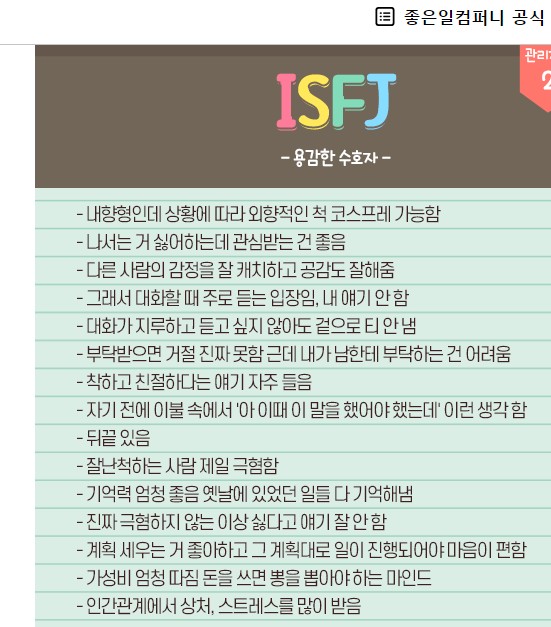 좋은일컴퍼니 공식
관리
2
ISFJ
- 용감한 수호자 -
- 내향형인데 상황에 따라 외향적인 척 코스프레 가능함
- 나서는 거 싫어하는데 관심받는 건 좋음
- 다른 사람의 감정을 잘 캐치하고 공감도 잘해줌
- 그래서 대화할 때 주로 듣는 입장임, 내 얘기 안 함
- 대화가 지루하고 듣고 싶지 않아도 겉으로 티 안 냄
- 부탁받으면 거절 진짜 못함 근데 내가 남한테 부탁하는 건 어려움
- 착하고 친절하다는 얘기 자주 들음
- 자기 전에 이불 속에서 '아 이때 이 말을 했어야 했는데' 이런 생각 함
- 뒤끝 있음
- 잘난척하는 사람 제일 극혐함
- 기억력 엄청 좋음 옛날에 있었던 일들 다 기억해냄
- 진짜 극혐하지 않는 이상 싫다고 얘기 잘 안 함
- 계획 세우는 거 좋아하고 그 계획대로 일이 진행되어야 마음이 편함
- 가성비 엄청 따짐 돈을 쓰면 뽕을 뽑아야 하는 마인드
- 인간관계에서 상처, 스트레스를 많이 받음